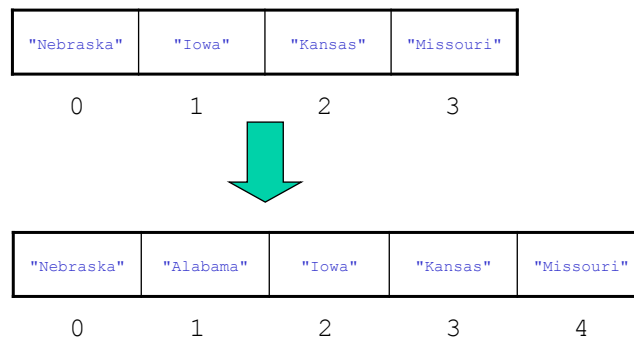 "Nebraska" "Iowa" "Kansas" "Missouri"
0 1 2 3
"Nebraska" "Alabama" "Iowa" "Kansas" "Missouri"
0 1 2 3 4